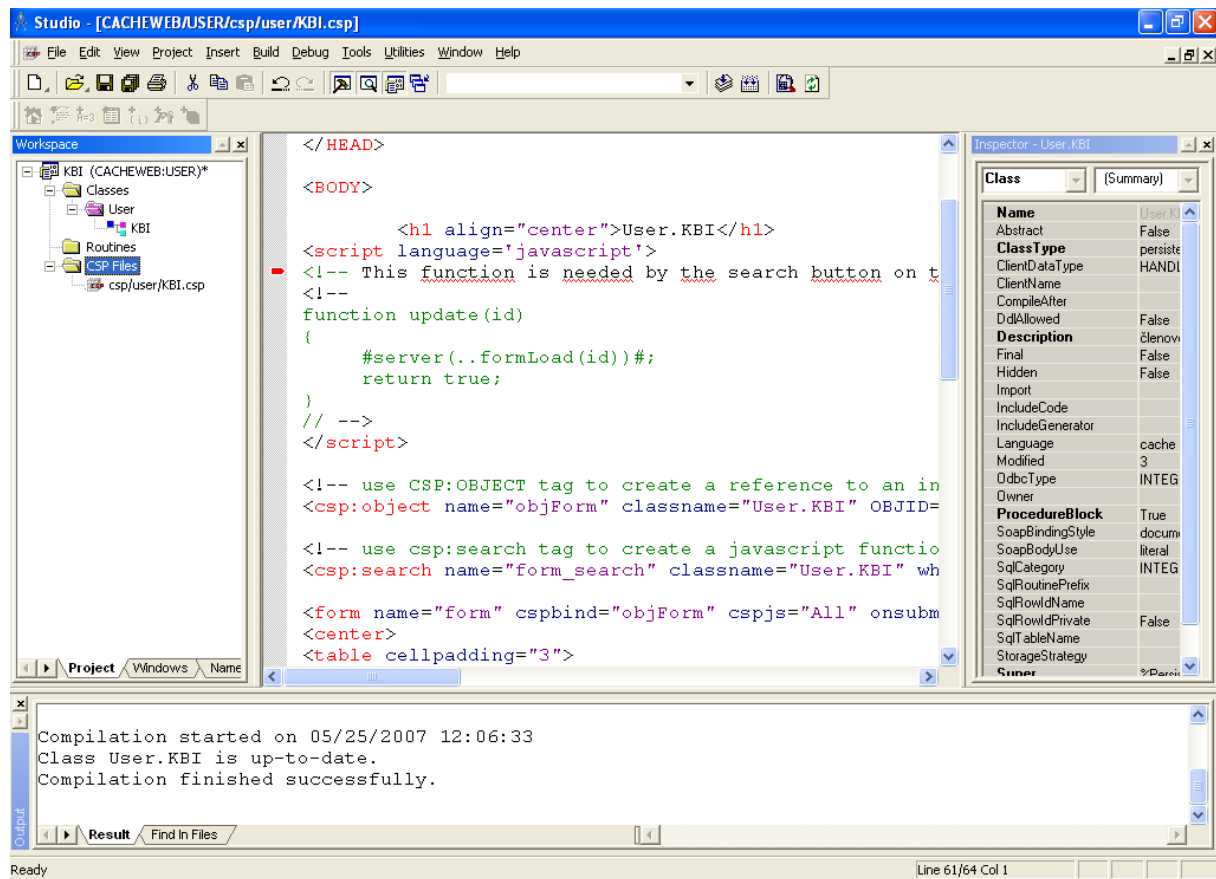 Studio - [CACHEWEB/USER/csp/user/KBI.csp]
File Edit View Project Insert Build Debug Tools Utilities Window Help
Workspace
KBI (CACHEWEB:USER)*
Classes
User
KBI
Routines
CSP Files
csp/user/KBI.csp
Project Windows Name
</HEAD>
<BODY>
<h1 align="center">User.KBI</h1>
<script language='javascript'>
<!-- This function is needed by the search button on t
<!--
function update(id)
{
#server(..formLoad(id))#;
return true;
}
// -->
</script>
<!-- use CSP:OBJECT tag to create a reference to an in
<csp:object name="objForm" classname="User.KBI" OBJID=
<!-- use csp:search tag to create a javascript functio
<csp:search name="form_search" classname="User.KBI" wh
<form name="form" cspbind="objForm" cspjs="All" onsubm
<center>
<table cellpadding="3">
Inspector - User.KBI
Class (Summary)
Name User.K
Abstract False
ClassType persiste
ClientDataType HANDL
ClientName
CompileAfter
DdlAllowed False
Description členov
Final False
Hidden False
Import
IncludeCode
IncludeGenerator
Language cache
Modified 3
OdbcType INTEG
Owner
ProcedureBlock True
SoapBindingStyle docum
SoapBodyUse literal
SqlCategory INTEG
SqlRoutinePrefix
SqlRowIdName
SqlRowIdPrivate False
SqlTableName
StorageStrategy
Super %Persis
Compilation started on 05/25/2007 12:06:33
Class User.KBI is up-to-date.
Compilation finished successfully.
Output
Result Find In Files
Ready Line 61/64 Col 1